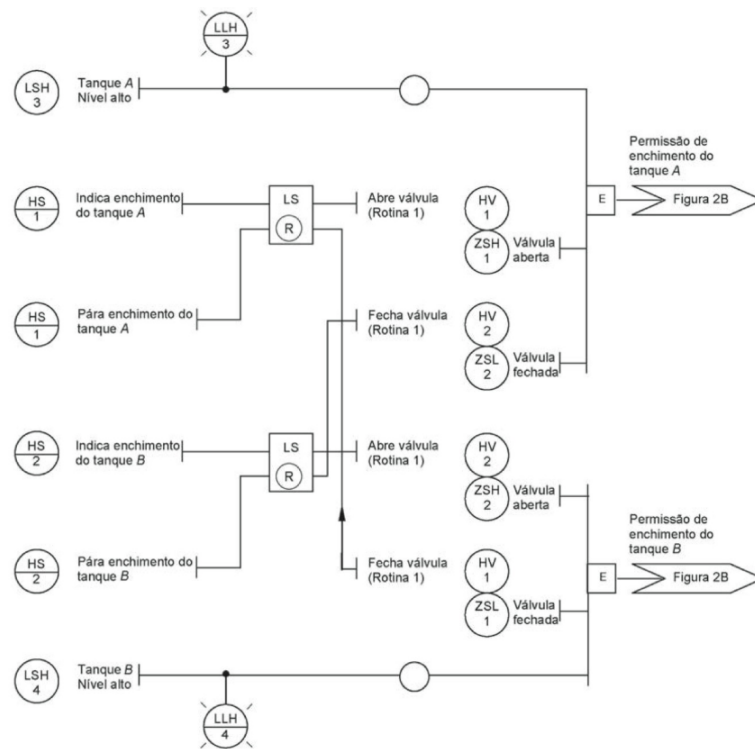 LLH
3
LSH
3
Tanque A
Nível alto
Permissão de
enchimento do
tanque A
E
Figura 2B
HS
1
Indica enchimento
do tanque A
LS
R
Abre válvula
(Rotina 1)
HV
1
ZSH
1
Válvula
aberta
HS
1
Pára enchimento do
tanque A
Fecha válvula
(Rotina 1)
HV
2
ZSL
2
Válvula
fechada
HS
2
Indica enchimento
do tanque B
LS
R
Abre válvula
(Rotina 1)
HV
2
ZSH
2
Válvula
aberta
Permissão de
enchimento do
tanque B
E
Figura 2B
HS
2
Pára enchimento do
tanque B
Fecha válvula
(Rotina 1)
HV
1
ZSL
1
Válvula
fechada
LSH
4
Tanque B
Nível alto
LLH
4